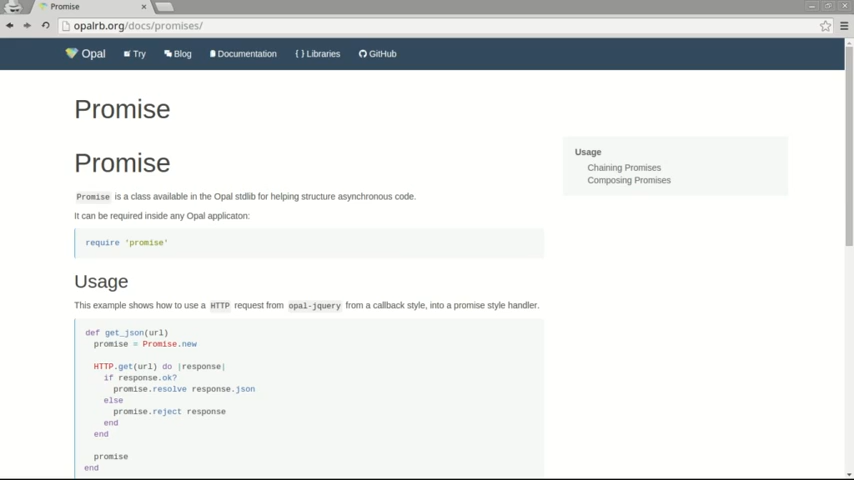 Promise
opalrb.org/docs/promises/
Opal Try Blog Documentation { } Libraries GitHub
Promise
Promise
Promise is a class available in the Opal stdlib for helping structure asynchronous code.
It can be required inside any Opal applicaton:
require 'promise'
Usage
This example shows how to use a HTTP request from opal-jquery from a callback style, into a promise style handler.
def get_json(url)
promise = Promise.new
HTTP.get(url) do |response|
if response.ok?
promise.resolve response.json
else
promise.reject response
end
end
promise
end
Usage
Chaining Promises
Composing Promises